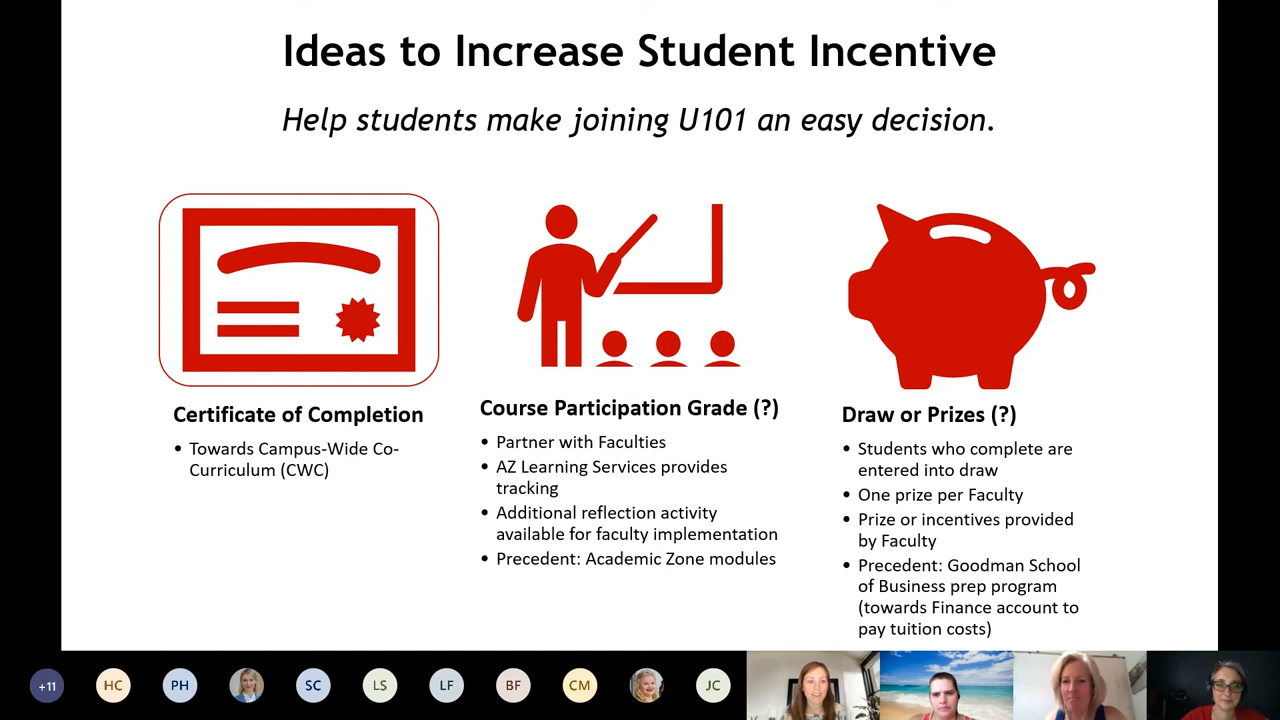 Ideas to Increase Student Incentive
Help students make joining U101 an easy decision.
Certificate of Completion
• Towards Campus-Wide Co-
Curriculum (CWC)
Course Participation Grade (?)
• Partner with Faculties
• AZ Learning Services provides
tracking
• Additional reflection activity
available for faculty implementation
• Precedent: Academic Zone modules
Draw or Prizes (?)
• Students who complete are
entered into draw
• One prize per Faculty
• Prize or incentives provided
by Faculty
• Precedent: Goodman School
of Business prep program
(towards Finance account to
pay tuition costs)
+11 HC PH SC LS LF BF CM JC